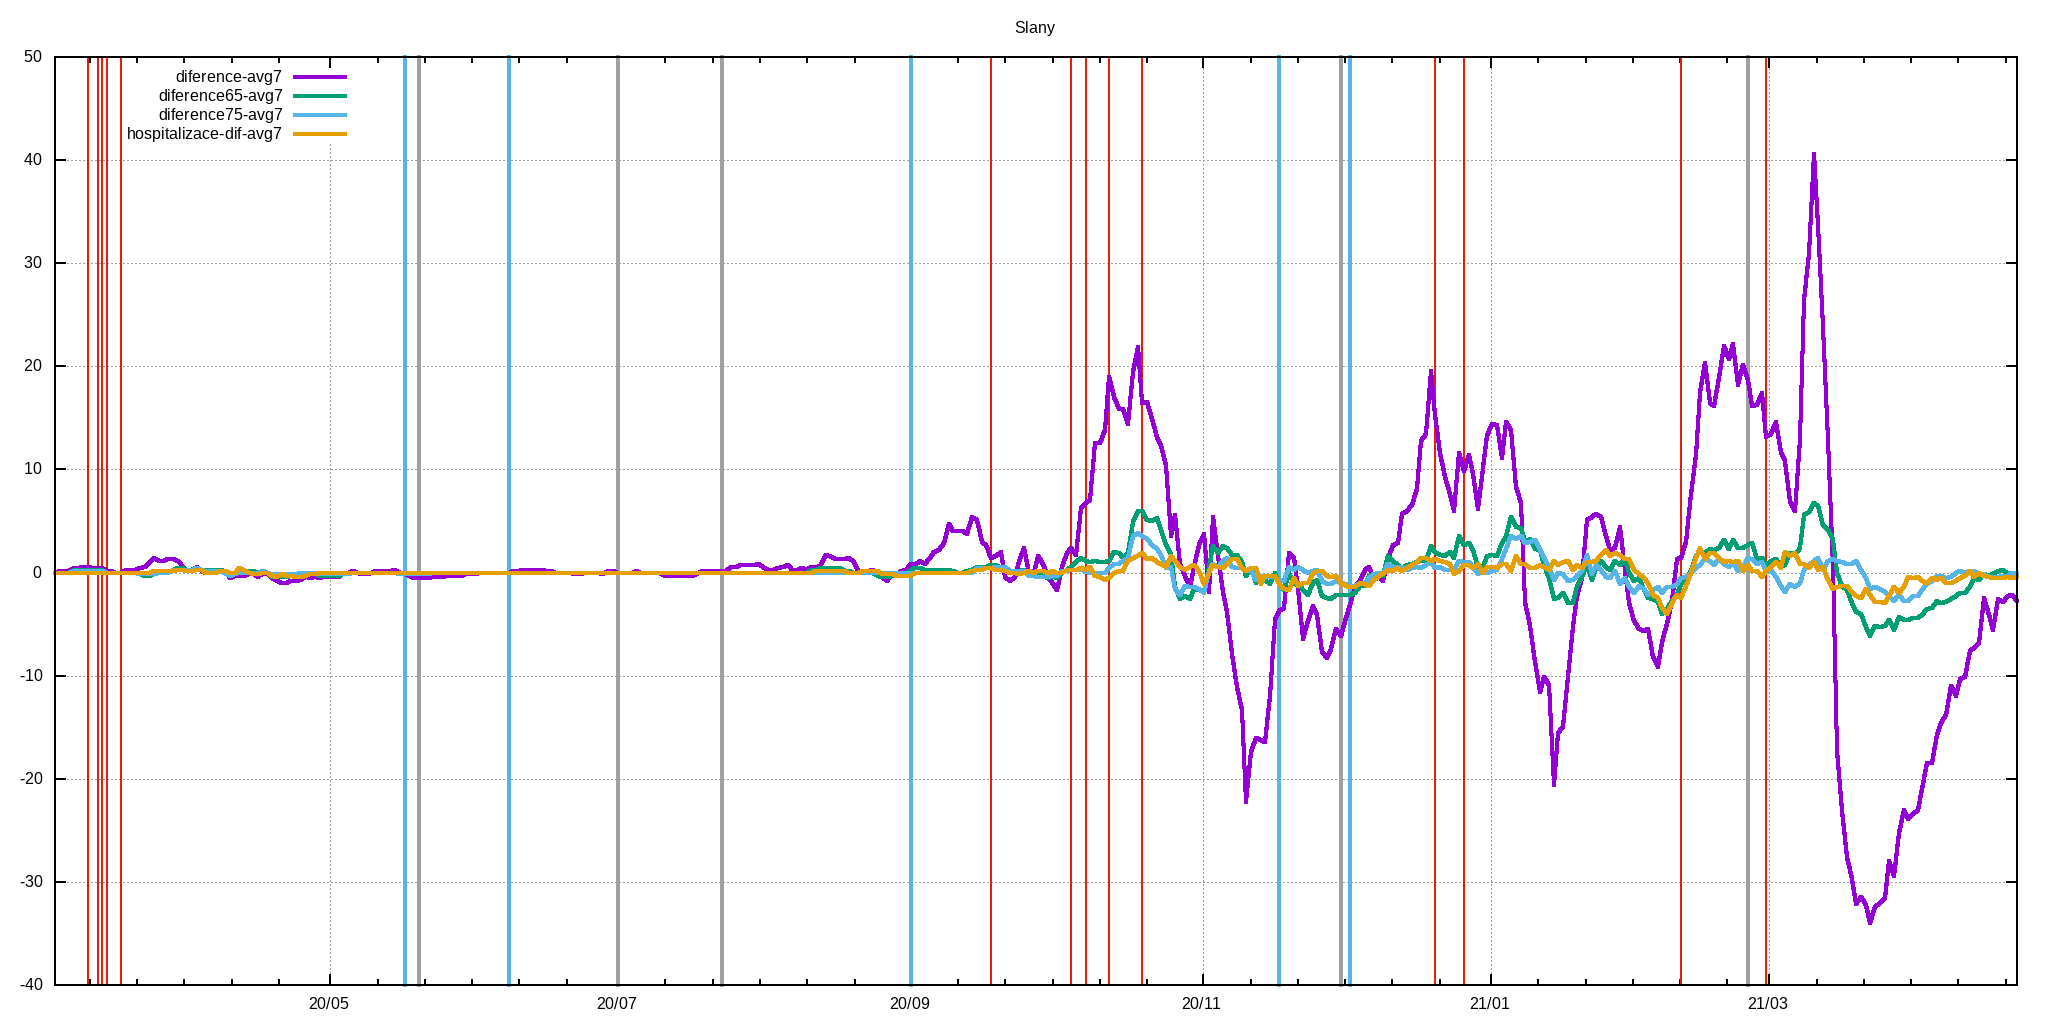 Slany
50
diference-avg7
diference65-avg7
diference75-avg7
hospitalizace-dif-avg7
40
30
20
10
0
-10
-20
-30
-40
20/05 20/07 20/09 20/11 21/01 21/03